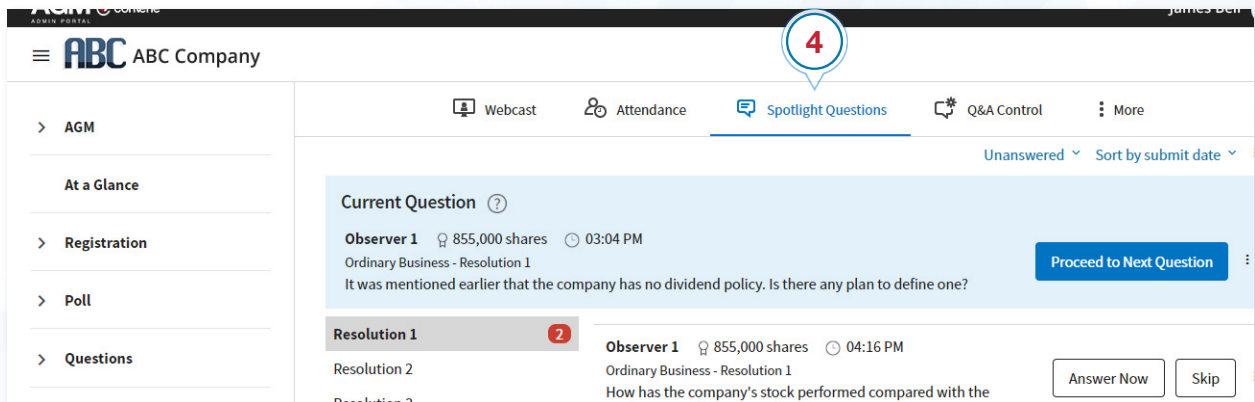 AGM Convene
ADMIN PORTAL
James Bell
ABC ABC Company
4
Webcast Attendance Spotlight Questions Q&A Control More
AGM
Unanswered Sort by submit date
At a Glance
Current Question ?
Registration
Observer 1 855,000 shares 03:04 PM
Ordinary Business - Resolution 1
Proceed to Next Question
It was mentioned earlier that the company has no dividend policy. Is there any plan to define one?
Poll
Resolution 1 2
Observer 1 855,000 shares 04:16 PM
Questions
Resolution 2
Ordinary Business - Resolution 1
Answer Now Skip
How has the company's stock performed compared with the
Resolution